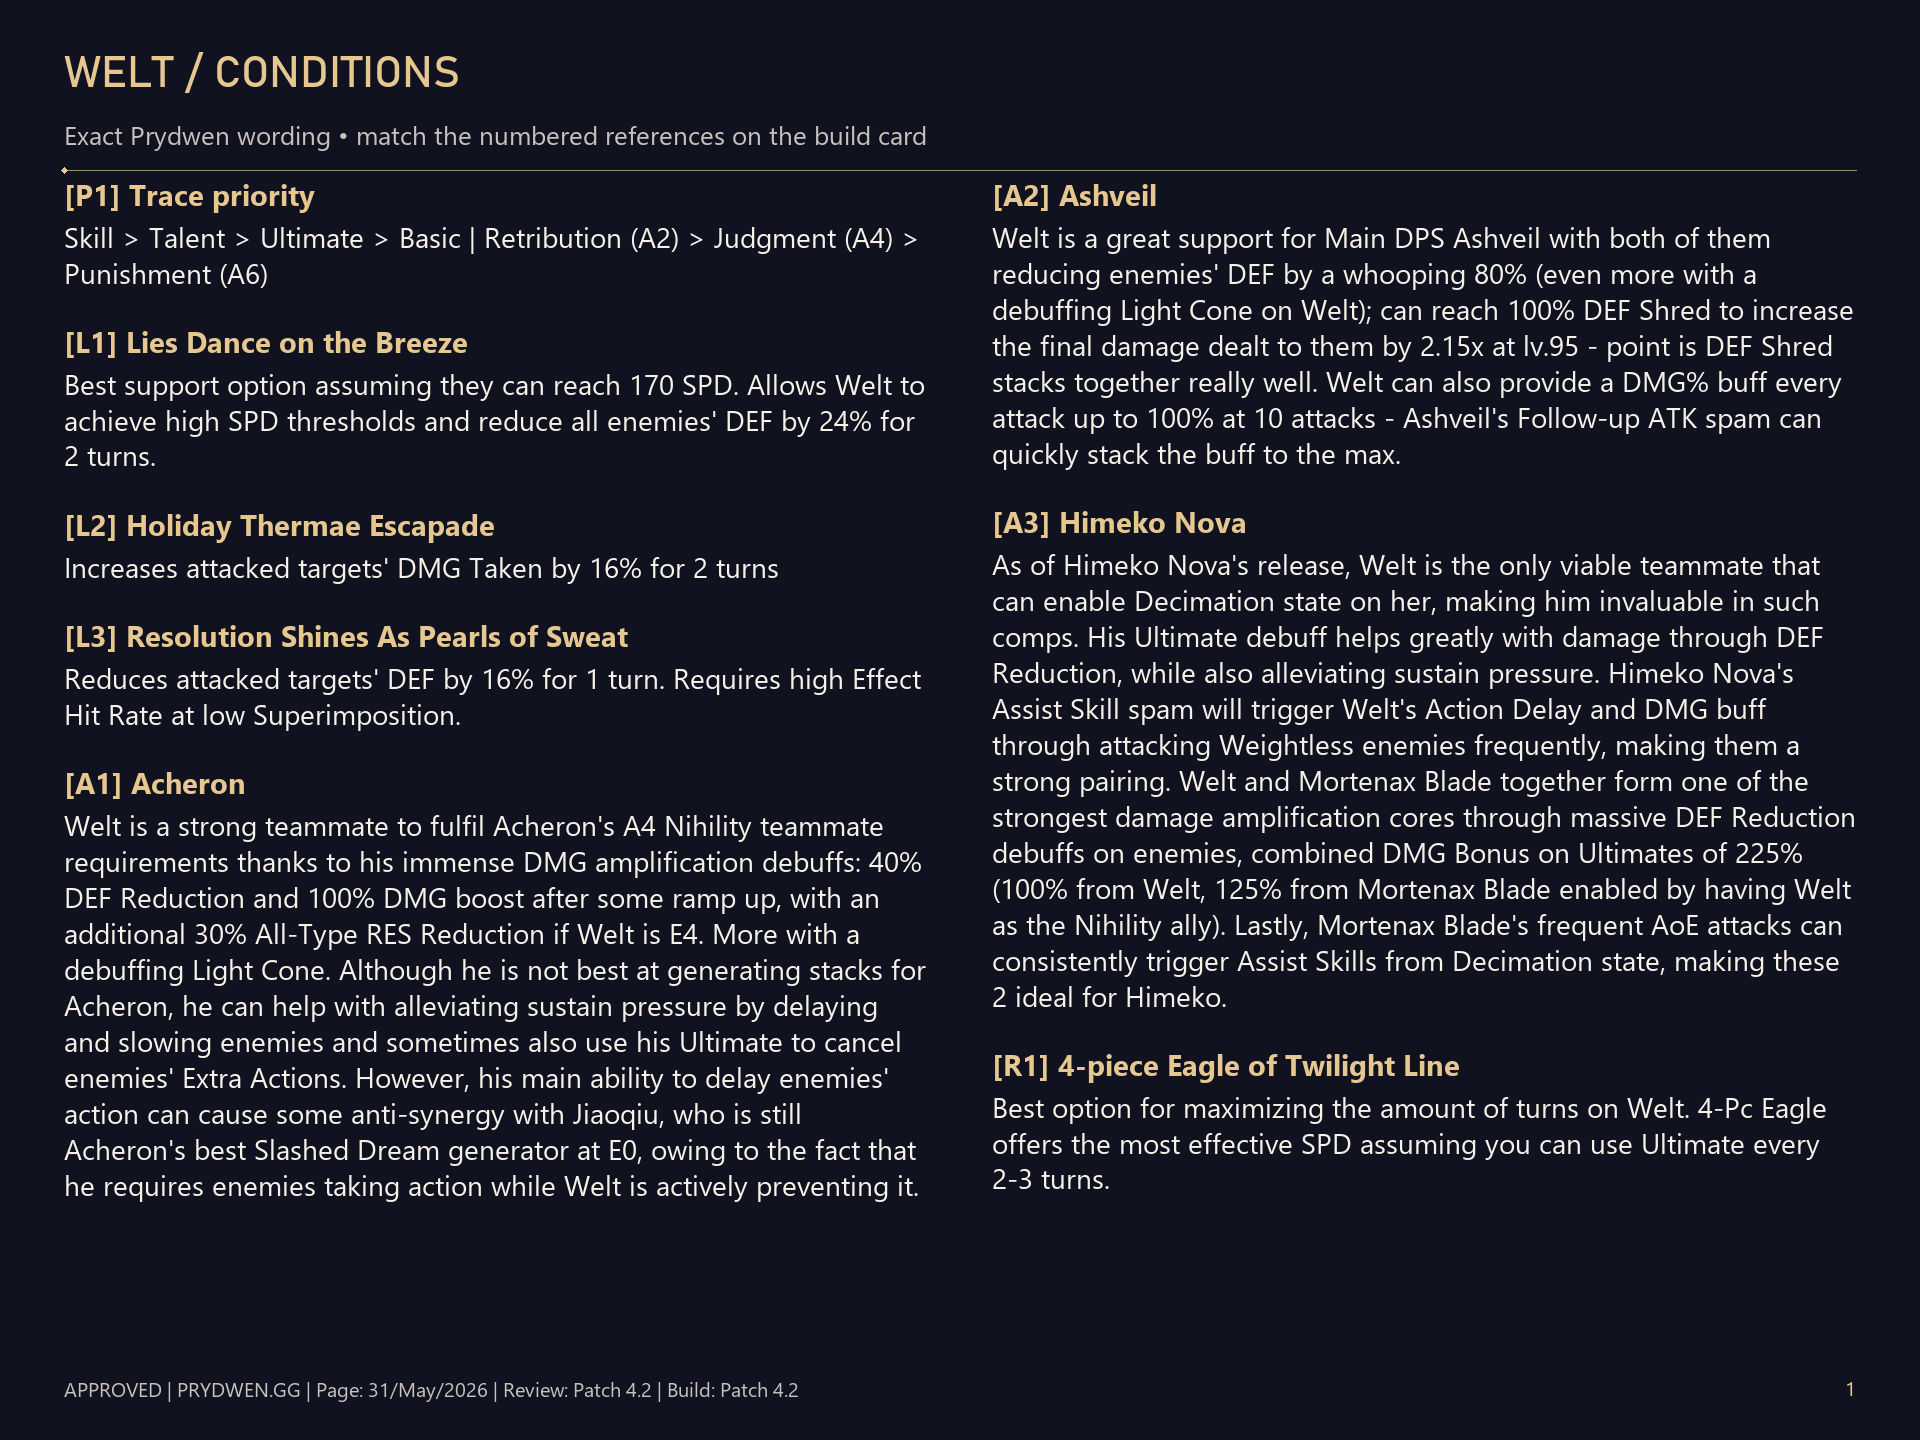 WELT / CONDITIONS
Exact Prydwen wording • match the numbered references on the build card
[P1] Trace priority
Skill > Talent > Ultimate > Basic | Retribution (A2) > Judgment (A4) >
Punishment (A6)
[L1] Lies Dance on the Breeze
Best support option assuming they can reach 170 SPD. Allows Welt to
achieve high SPD thresholds and reduce all enemies' DEF by 24% for
2 turns.
[L2] Holiday Thermae Escapade
Increases attacked targets' DMG Taken by 16% for 2 turns
[L3] Resolution Shines As Pearls of Sweat
Reduces attacked targets' DEF by 16% for 1 turn. Requires high Effect
Hit Rate at low Superimposition.
[A1] Acheron
Welt is a strong teammate to fulfil Acheron's A4 Nihility teammate
requirements thanks to his immense DMG amplification debuffs: 40%
DEF Reduction and 100% DMG boost after some ramp up, with an
additional 30% All-Type RES Reduction if Welt is E4. More with a
debuffing Light Cone. Although he is not best at generating stacks for
Acheron, he can help with alleviating sustain pressure by delaying
and slowing enemies and sometimes also use his Ultimate to cancel
enemies' Extra Actions. However, his main ability to delay enemies'
action can cause some anti-synergy with Jiaoqiu, who is still
Acheron's best Slashed Dream generator at E0, owing to the fact that
he requires enemies taking action while Welt is actively preventing it.
[A2] Ashveil
Welt is a great support for Main DPS Ashveil with both of them
reducing enemies' DEF by a whooping 80% (even more with a
debuffing Light Cone on Welt); can reach 100% DEF Shred to increase
the final damage dealt to them by 2.15x at lv.95 - point is DEF Shred
stacks together really well. Welt can also provide a DMG% buff every
attack up to 100% at 10 attacks - Ashveil's Follow-up ATK spam can
quickly stack the buff to the max.
[A3] Himeko Nova
As of Himeko Nova's release, Welt is the only viable teammate that
can enable Decimation state on her, making him invaluable in such
comps. His Ultimate debuff helps greatly with damage through DEF
Reduction, while also alleviating sustain pressure. Himeko Nova's
Assist Skill spam will trigger Welt's Action Delay and DMG buff
through attacking Weightless enemies frequently, making them a
strong pairing. Welt and Mortenax Blade together form one of the
strongest damage amplification cores through massive DEF Reduction
debuffs on enemies, combined DMG Bonus on Ultimates of 225%
(100% from Welt, 125% from Mortenax Blade enabled by having Welt
as the Nihility ally). Lastly, Mortenax Blade's frequent AoE attacks can
consistently trigger Assist Skills from Decimation state, making these
2 ideal for Himeko.
[R1] 4-piece Eagle of Twilight Line
Best option for maximizing the amount of turns on Welt. 4-Pc Eagle
offers the most effective SPD assuming you can use Ultimate every
2-3 turns.
APPROVED | PRYDWEN.GG | Page: 31/May/2026 | Review: Patch 4.2 | Build: Patch 4.2
1